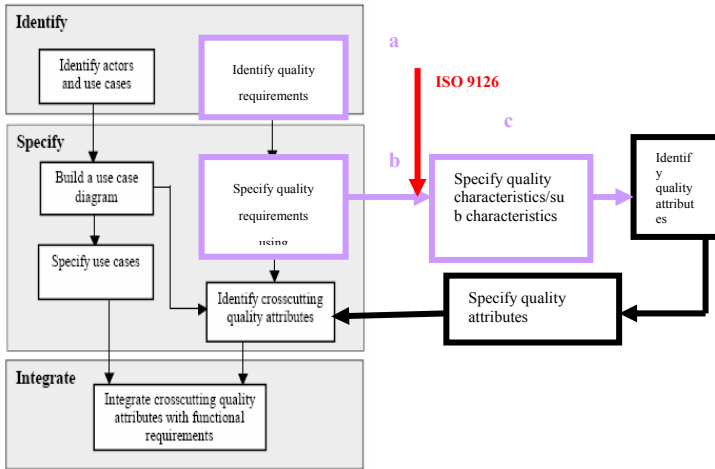 Identify
Identify actors
and use cases
Identify quality
requirements
a
ISO 9126
Specify
Build a use case
diagram
Specify quality
requirements
using
b
c
Specify quality
characteristics/su
b characteristics
Identif
y
quality
attribut
es
Specify use cases
Identify crosscutting
quality attributes
Specify quality
attributes
Integrate
Integrate crosscutting quality
attributes with functional
requirements